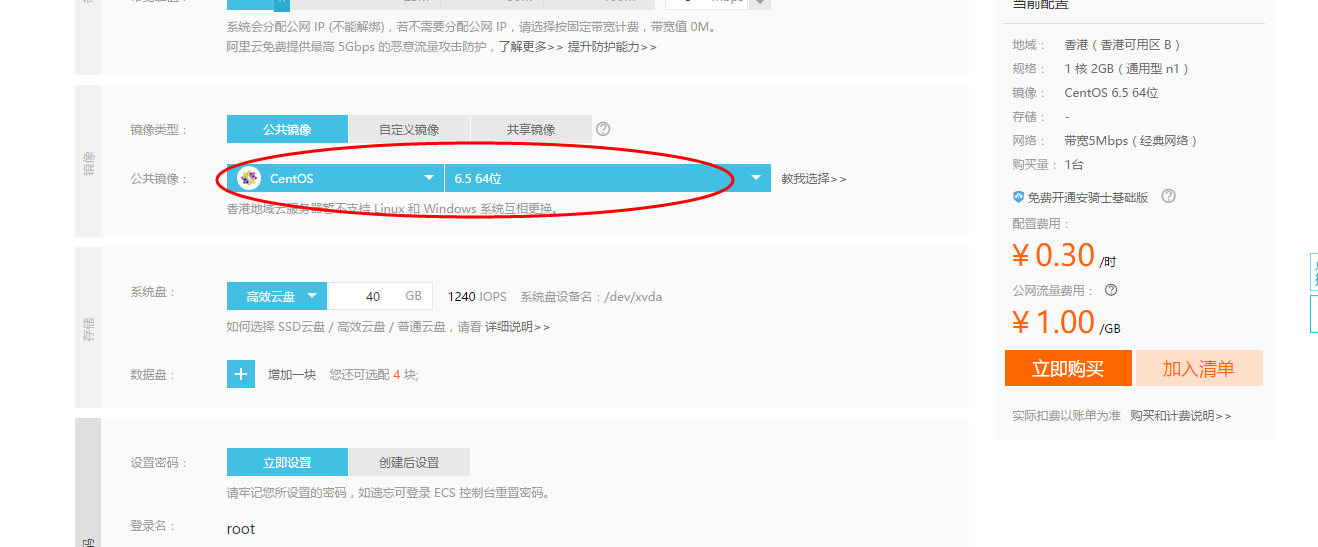 当前配置
系统会分配公网 IP (不能解绑)，若不需要分配公网 IP，请选择按固定带宽计费，带宽值 0M。
阿里云免费提供最高 5Gbps 的恶意流量攻击防护，了解更多>> 提升防护能力>>
地域： 香港（香港可用区 B）
规格： 1 核 2GB（通用型 n1）
镜像： CentOS 6.5 64位
存储： -
网络： 带宽5Mbps（经典网络）
购买量： 1台
免费开通安骑士基础版
配置费用：
¥ 0.30 /时
公网流量费用：
¥ 1.00 /GB
立即购买 加入清单
实际扣费以账单为准 购买和计费说明>>
镜像
镜像类型： 公共镜像 自定义镜像 共享镜像
公共镜像： CentOS 6.5 64位 教我选择>>
香港地域云服务器暂不支持 Linux 和 Windows 系统互相更换。
存储
系统盘： 高效云盘 40 GB 1240 IOPS 系统盘设备名：/dev/xvda
如何选择 SSD云盘 / 高效云盘 / 普通云盘，请看 详细说明>>
数据盘： + 增加一块 您还可选配 4 块;
设置密码： 立即设置 创建后设置
请牢记您所设置的密码，如遗忘可登录 ECS 控制台重置密码。
登录名： root